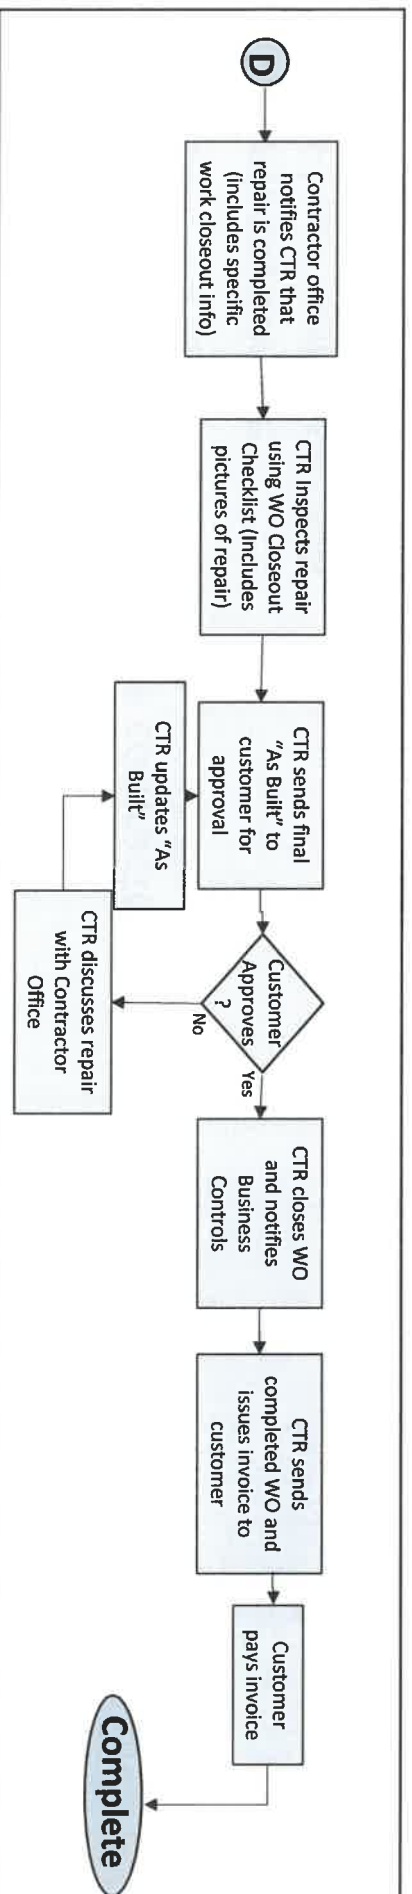 D
Contractor office
notifies CTR that
repair is completed
(includes specific
work closeout info)
CTR Inspects repair
using WO Closeout
Checklist (Includes
pictures of repair)
CTR sends final
"As Built" to
customer for
approval
CTR updates "As
Built"
Customer
Approves
?
No
Yes
CTR discusses repair
with Contractor
Office
CTR closes WO
and notifies
Business
Controls
CTR sends
completed WO and
issues invoice to
customer
Customer
pays invoice
Complete